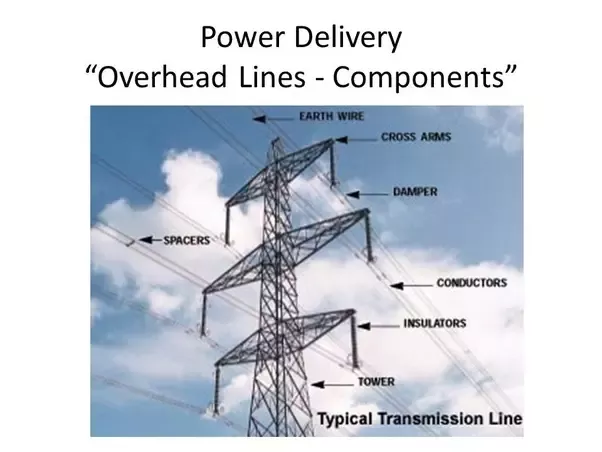 Power Delivery
“Overhead Lines - Components”
EARTH WIRE
CROSS ARMS
DAMPER
SPACERS
CONDUCTORS
INSULATORS
TOWER
Typical Transmission Line